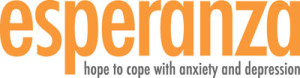 esperanza
hope to cope with anxiety and depression